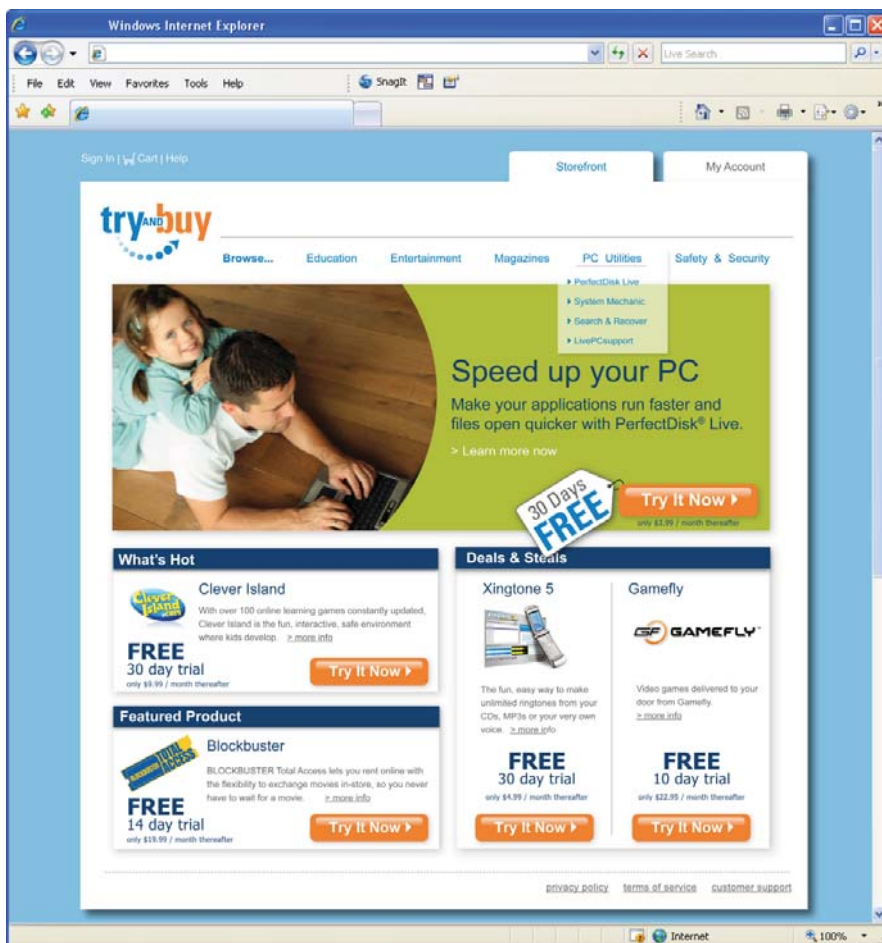 Windows Internet Explorer
Live Search
File Edit View Favorites Tools Help
SnagIt
Sign In | Cart | Help
Storefront
My Account
try AND buy
Browse... Education Entertainment Magazines PC Utilities Safety & Security
PerfectDisk Live
System Mechanic
Search & Recover
LivePCsupport
Speed up your PC
Make your applications run faster and
files open quicker with PerfectDisk® Live.
> Learn more now
30 Days
FREE
Try It Now
only $3.99 / month thereafter
What's Hot
Clever Island
Clever
Island
.com
With over 100 online learning games constantly updated,
Clever Island is the fun, interactive, safe environment
where kids develop. > more info
FREE
30 day trial
only $9.99 / month thereafter
Try It Now
Featured Product
Blockbuster
BLOCKBUSTER TOTAL ACCESS
BLOCKBUSTER Total Access lets you rent online with
the flexibility to exchange movies in-store, so you never
have to wait for a movie. > more info
FREE
14 day trial
only $19.99 / month thereafter
Try It Now
Deals & Steals
Xingtone 5
The fun, easy way to make
unlimited ringtones from your
CDs, MP3s or your very own
voice. > more info
FREE
30 day trial
only $4.99 / month thereafter
Try It Now
Gamefly
GF GAMEFLY
Video games delivered to your
door from Gamefly.
> more info
FREE
10 day trial
only $22.95 / month thereafter
Try It Now
privacy policy terms of service customer support
Internet
100%